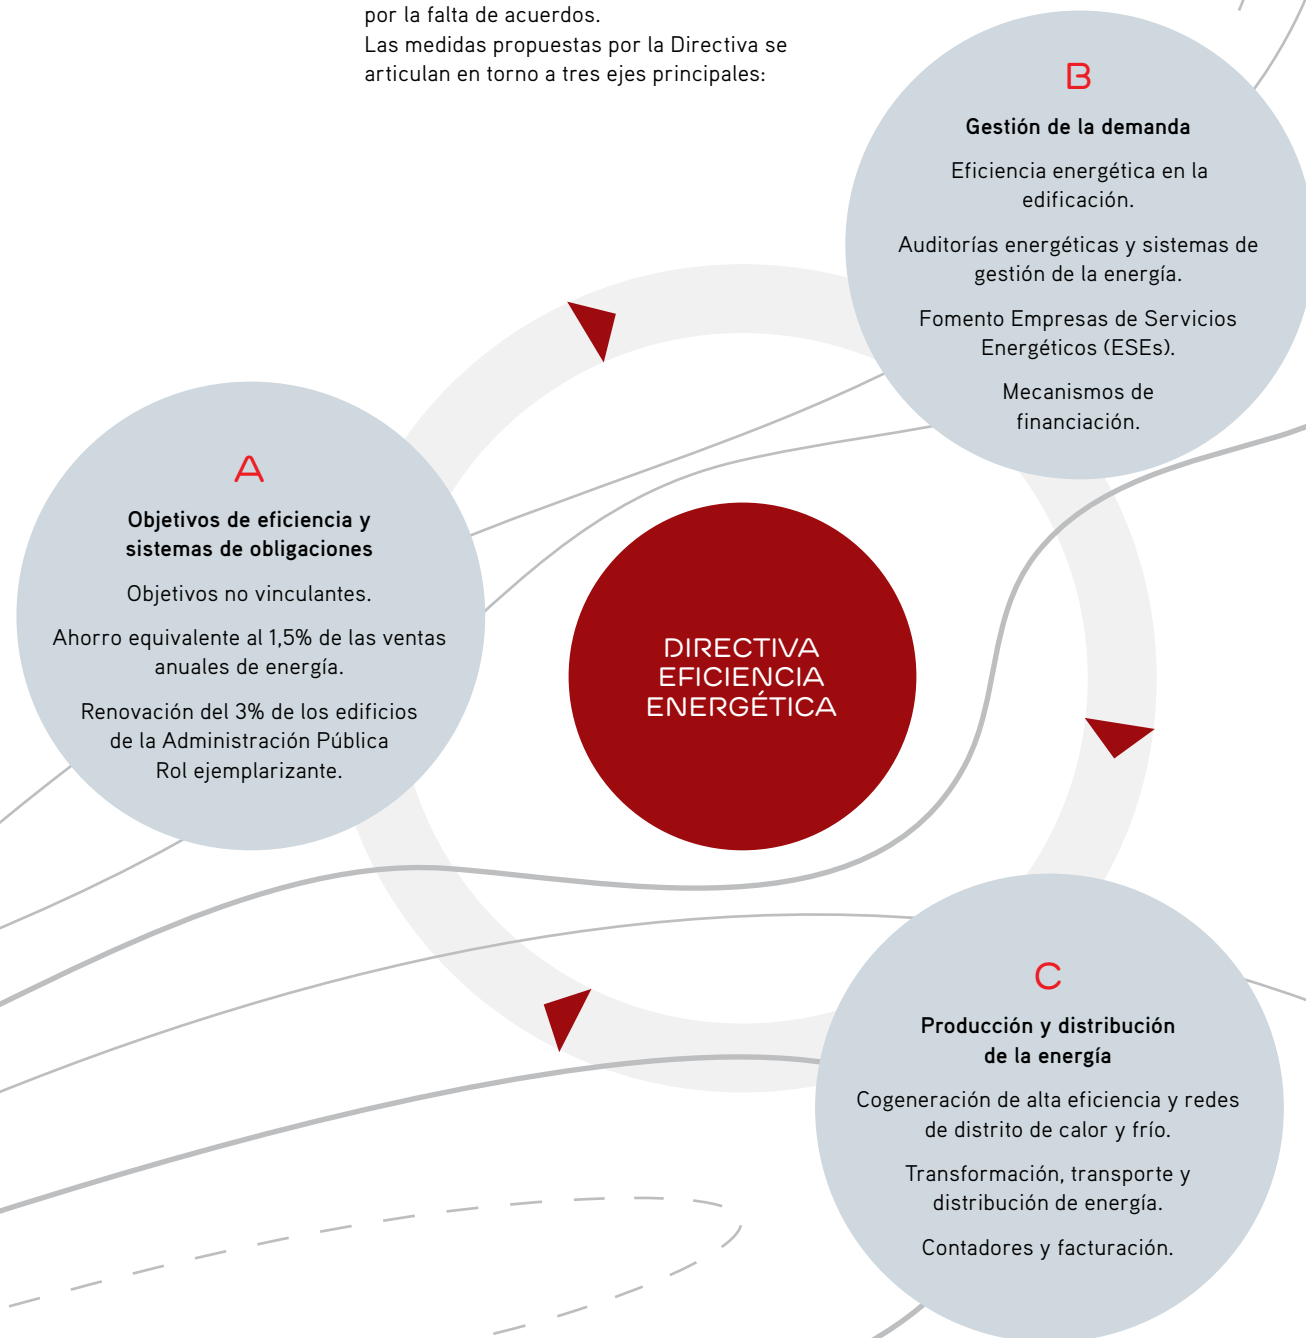 por la falta de acuerdos.
Las medidas propuestas por la Directiva se
articulan en torno a tres ejes principales:
B
Gestión de la demanda
Eficiencia energética en la
edificación.
Auditorías energéticas y sistemas de
gestión de la energía.
Fomento Empresas de Servicios
Energéticos (ESEs).
Mecanismos de
financiación.
A
Objetivos de eficiencia y
sistemas de obligaciones
Objetivos no vinculantes.
Ahorro equivalente al 1,5% de las ventas
anuales de energía.
Renovación del 3% de los edificios
de la Administración Pública
Rol ejemplarizante.
DIRECTIVA
EFICIENCIA
ENERGÉTICA
C
Producción y distribución
de la energía
Cogeneración de alta eficiencia y redes
de distrito de calor y frío.
Transformación, transporte y
distribución de energía.
Contadores y facturación.